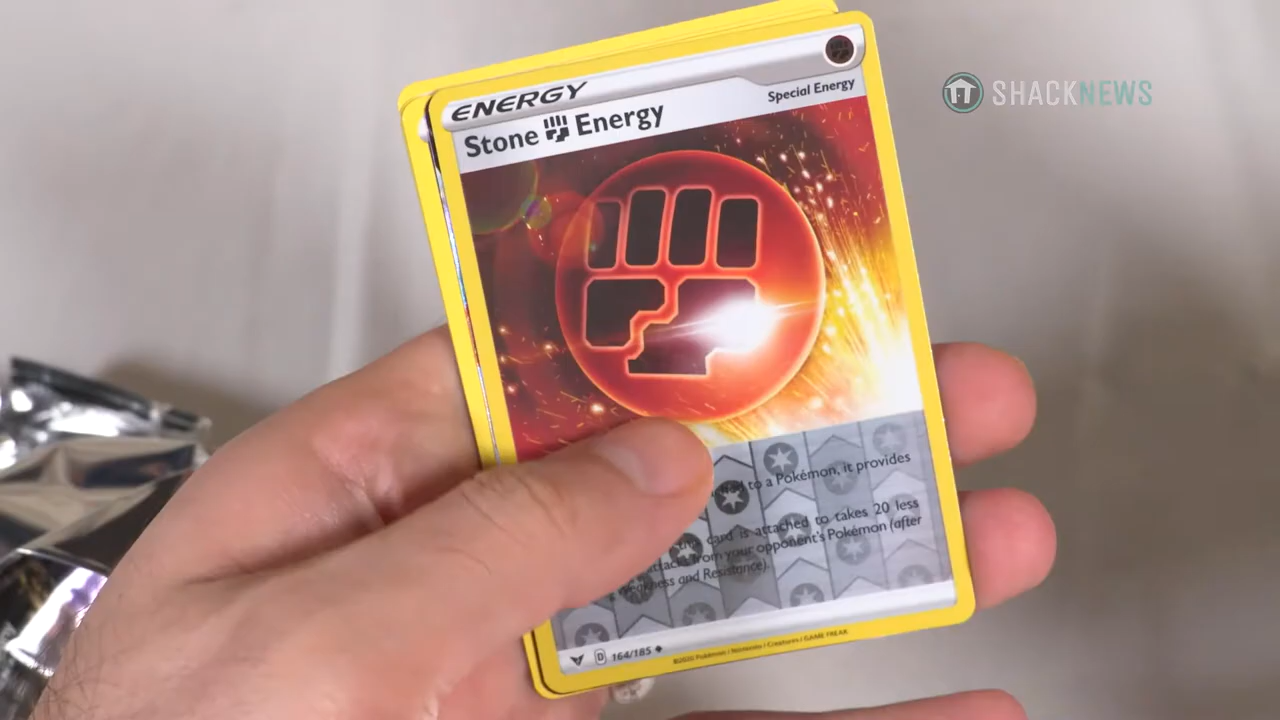 ENERGY
Special Energy
Stone Energy
SHACKNEWS
to a Pokémon, it provides
card is attached to takes 20 less
attacks from your opponent's Pokémon (after
and Resistance).
D 164/185
©2020 Pokémon / Nintendo / Creatures / GAME FREAK